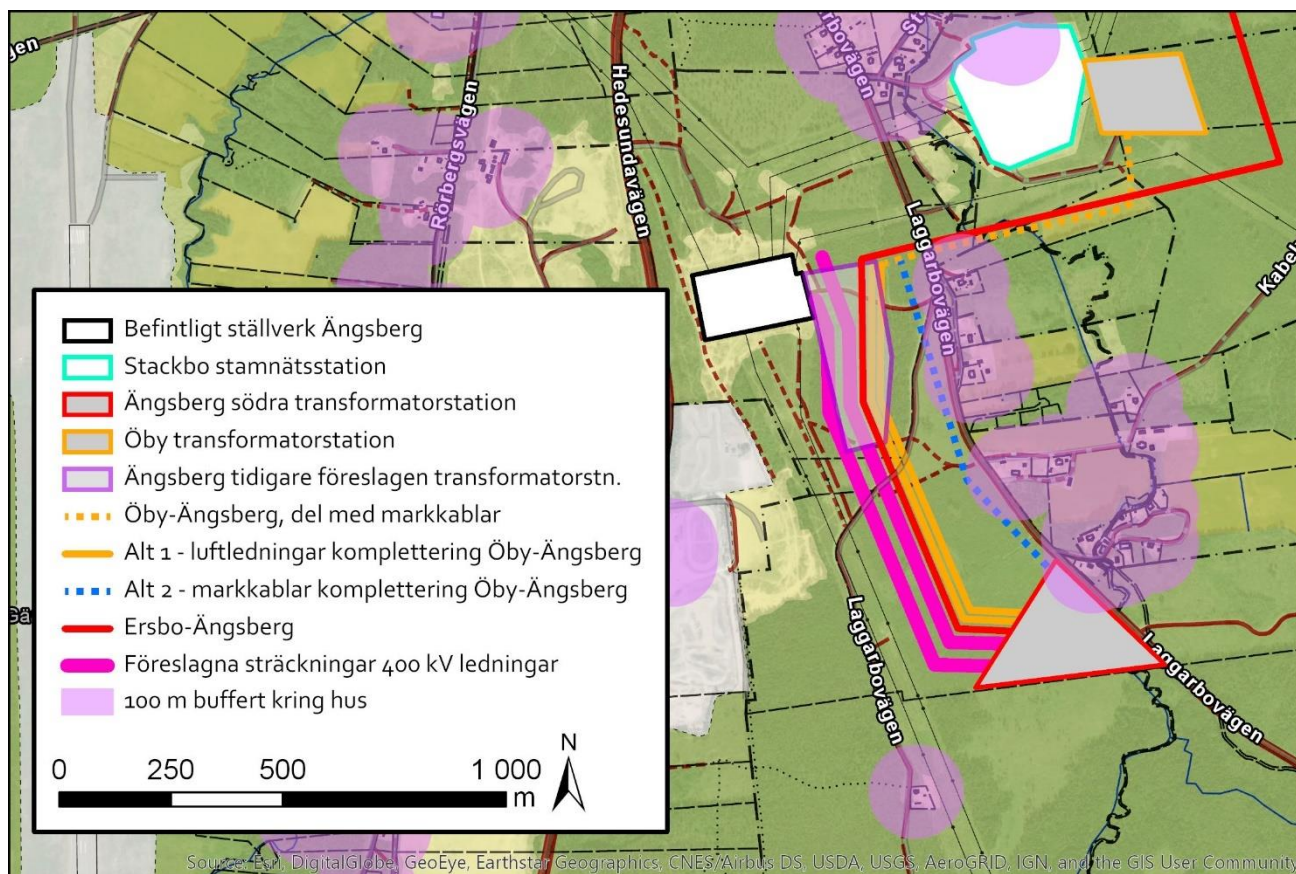 gen
Rörbergsvägen
Hedesundavägen
Laggarbovägen
Sta
Laggarbovägen
Kabel
Gä
Befintligt ställverk Ängsberg
Stackbo stamnätsstation
Ängsberg södra transformatorstation
Öby transformatorstation
Ängsberg tidigare föreslagen transformatorstn.
Öby-Ängsberg, del med markkablar
Alt 1 - luftledningar komplettering Öby-Ängsberg
Alt 2 - markkablar komplettering Öby-Ängsberg
Ersbo-Ängsberg
Föreslagna sträckningar 400 kV ledningar
100 m buffert kring hus
N
0 250 500 1 000
m
Laggarbovägen
Laggarbovägen
Source: Esri, DigitalGlobe, GeoEye, Earthstar Geographics, CNES/Airbus DS, USDA, USGS, AeroGRID, IGN, and the GIS User Community